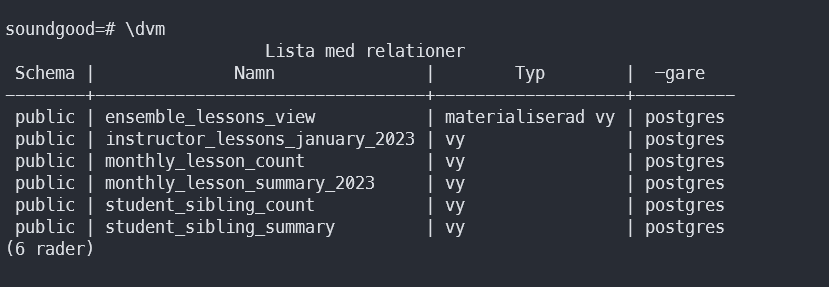 soundgood=# \dvm
Lista med relationer
Schema | Namn | Typ | –gare
--------+---------------------------------+-------------------+----------
public | ensemble_lessons_view | materialiserad vy | postgres
public | instructor_lessons_january_2023 | vy | postgres
public | monthly_lesson_count | vy | postgres
public | monthly_lesson_summary_2023 | vy | postgres
public | student_sibling_count | vy | postgres
public | student_sibling_summary | vy | postgres
(6 rader)